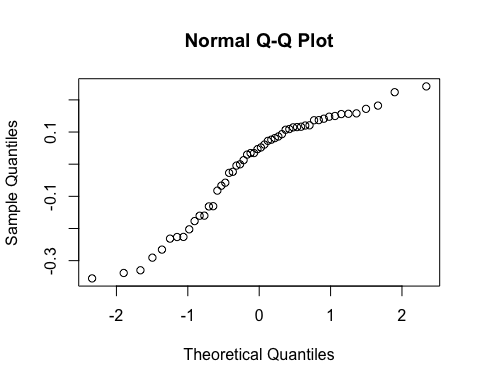 Normal Q-Q Plot
Sample Quantiles
0.1
-0.1
-0.3
-2 -1 0 1 2
Theoretical Quantiles